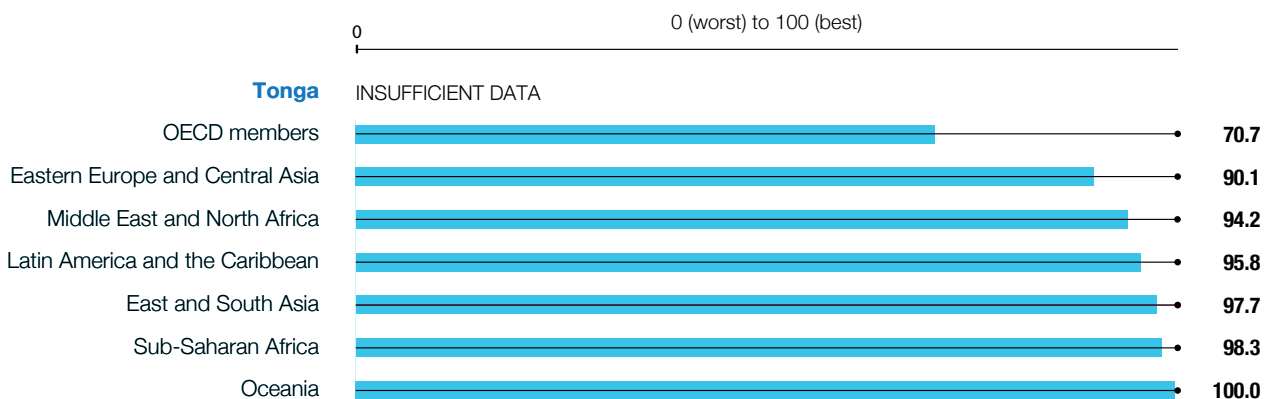 0 (worst) to 100 (best)
0
Tonga INSUFFICIENT DATA
OECD members 70.7
Eastern Europe and Central Asia 90.1
Middle East and North Africa 94.2
Latin America and the Caribbean 95.8
East and South Asia 97.7
Sub-Saharan Africa 98.3
Oceania 100.0